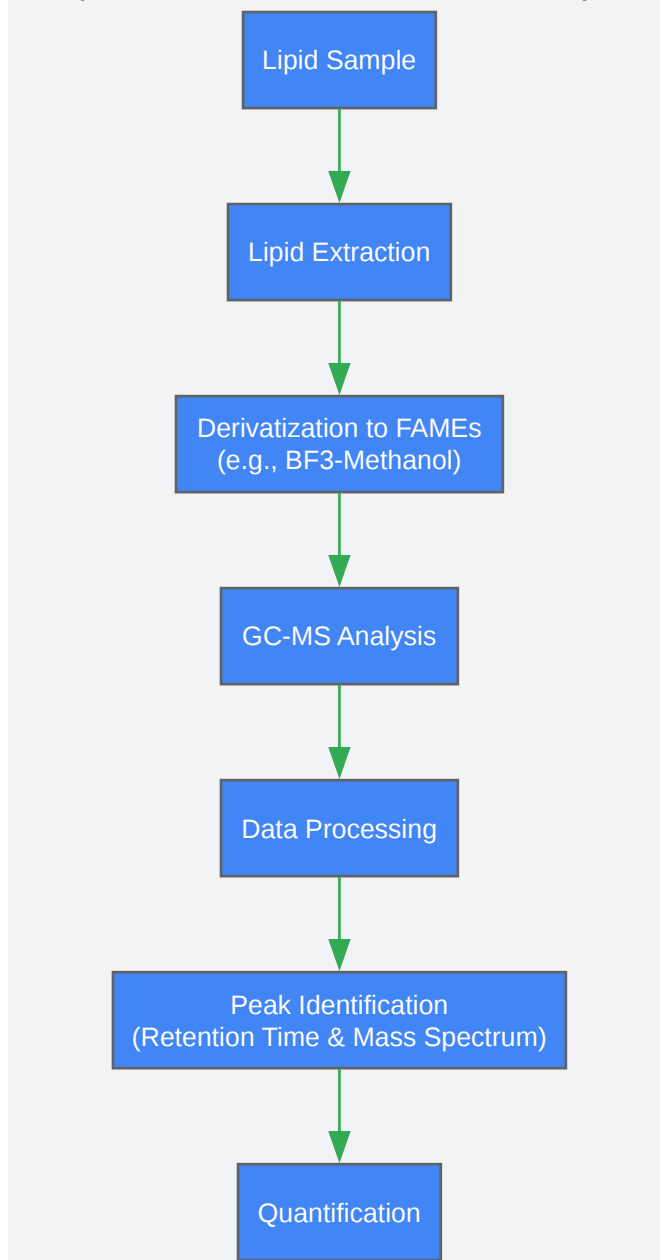 Lipid Sample
Lipid Extraction
Derivatization to FAMEs
(e.g., BF3-Methanol)
GC-MS Analysis
Data Processing
Peak Identification
(Retention Time & Mass Spectrum)
Quantification